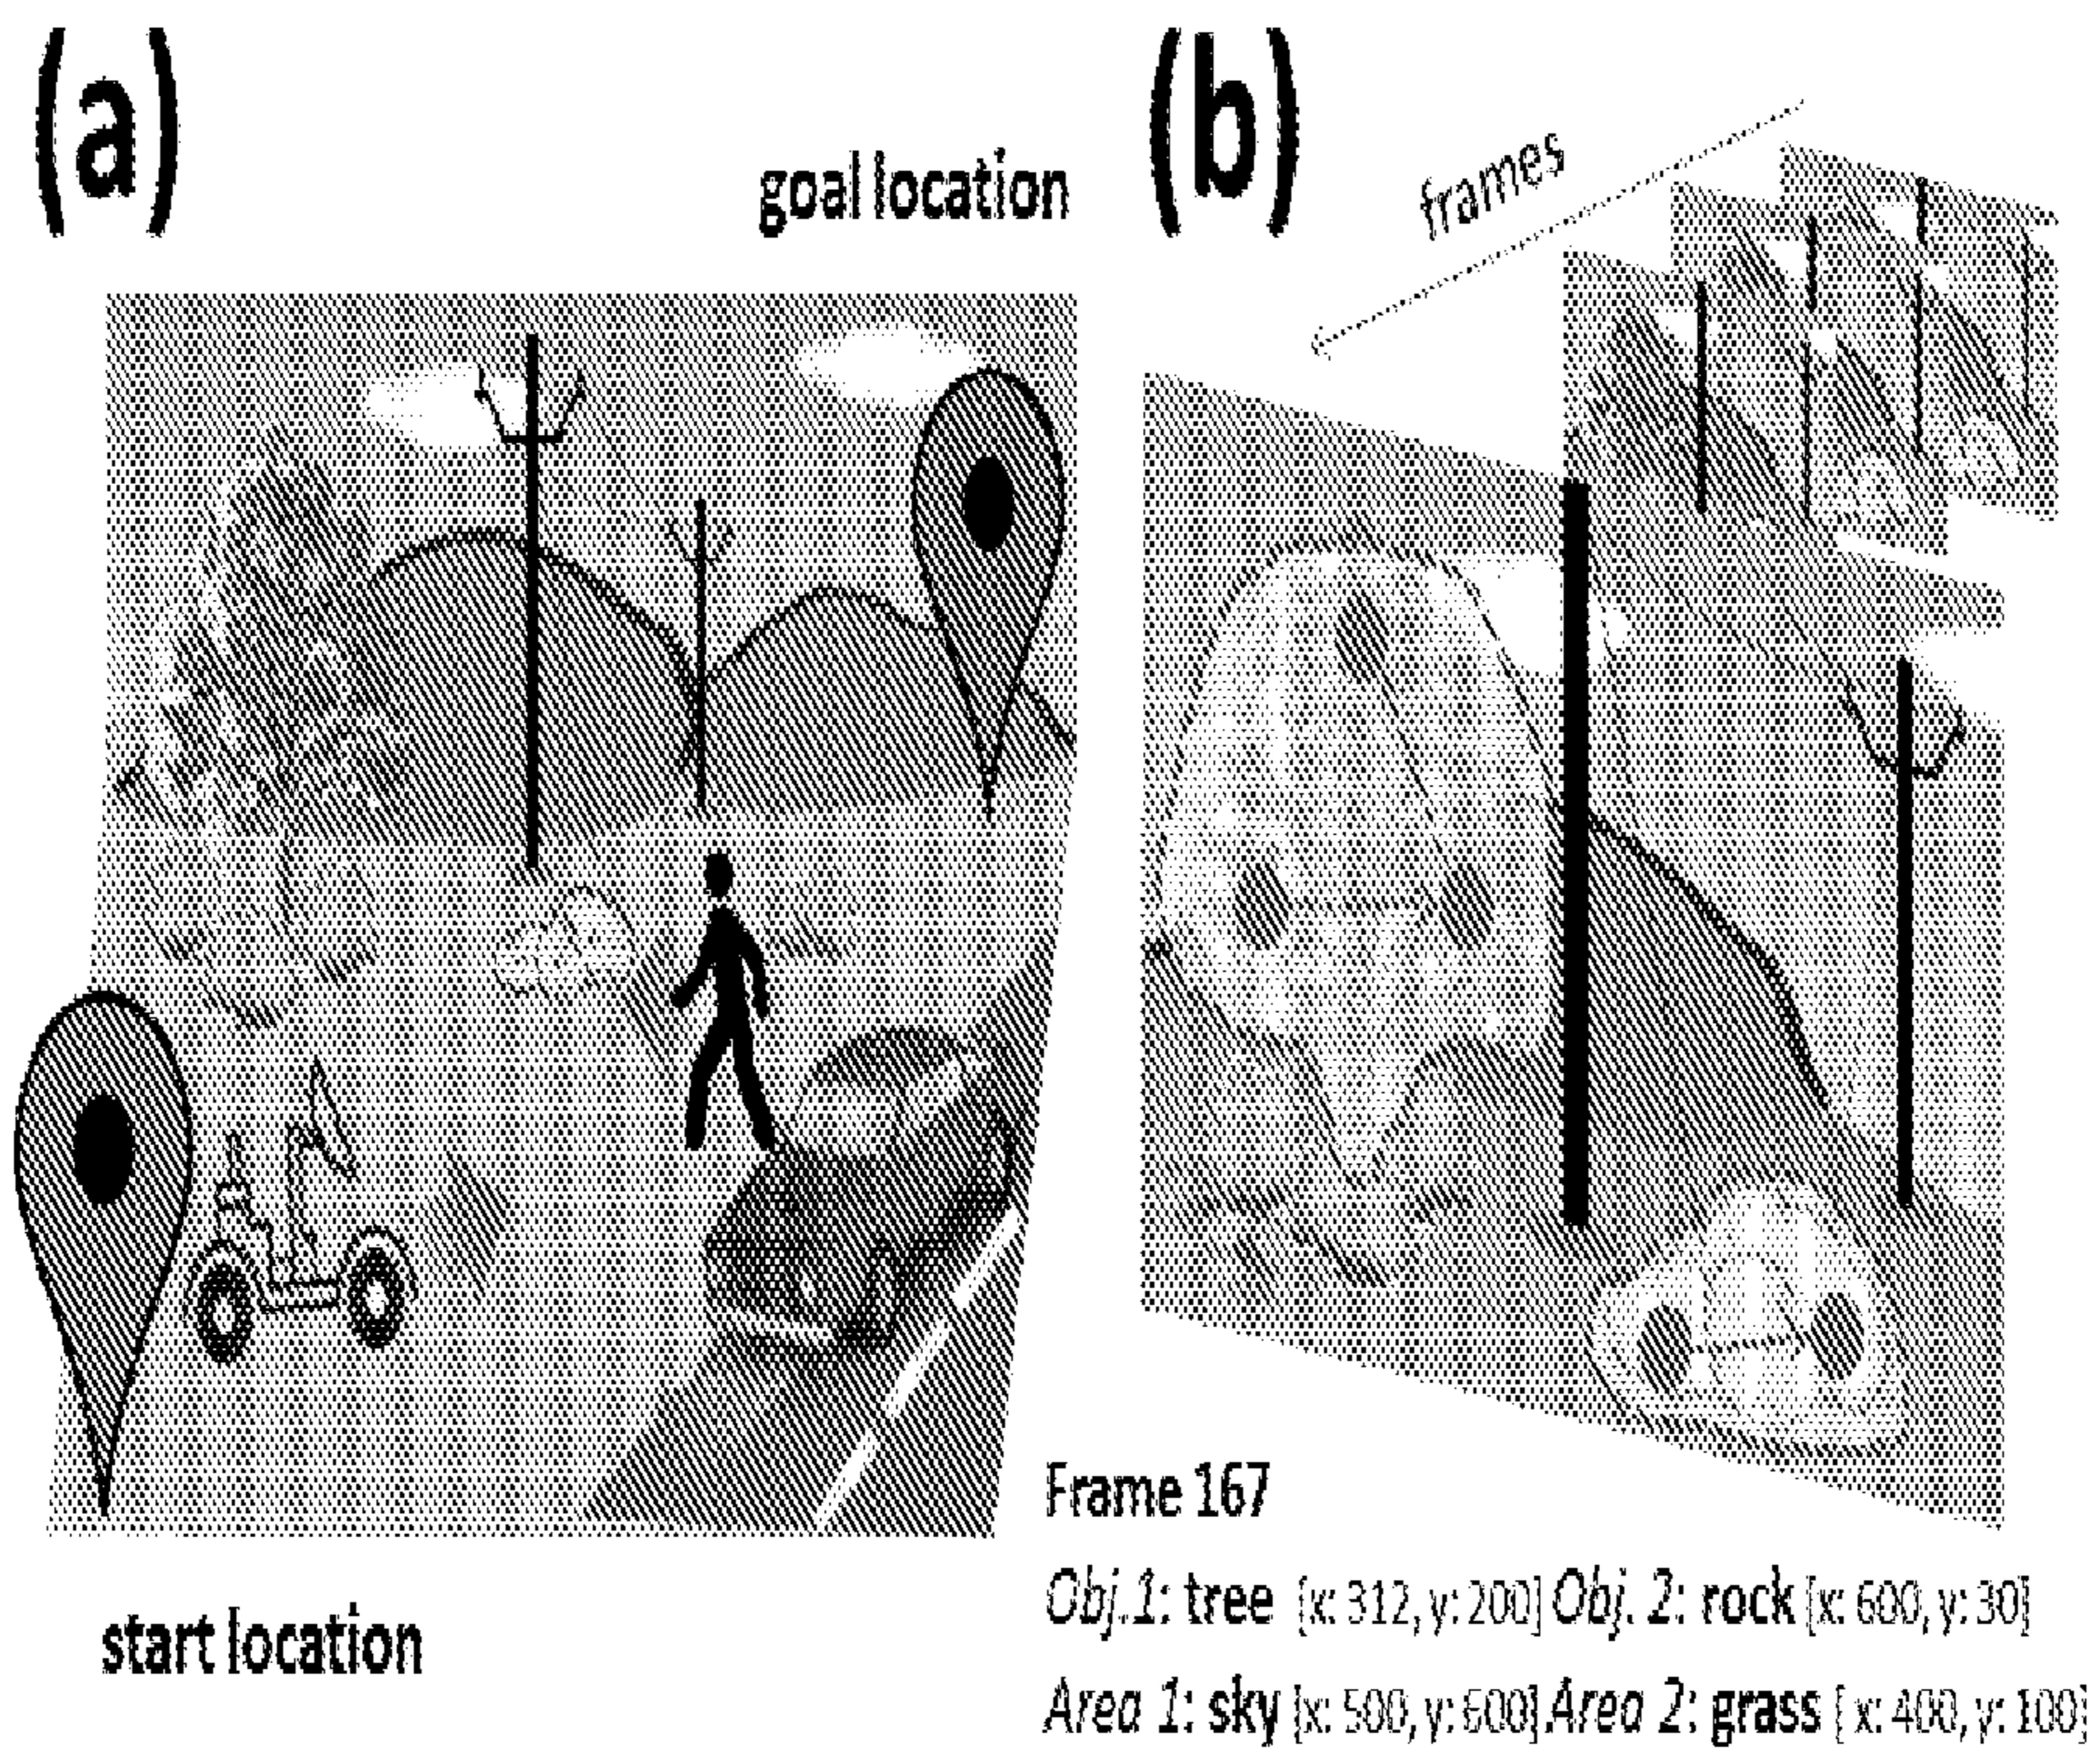 (a)
goal location
start location
(b)
frames
Frame 167
Obj.1: tree [x: 312, y: 200] Obj. 2: rock [x: 600, y: 30]
Area 1: sky [x: 500, y: 600] Area 2: grass [ x: 400, y: 100]